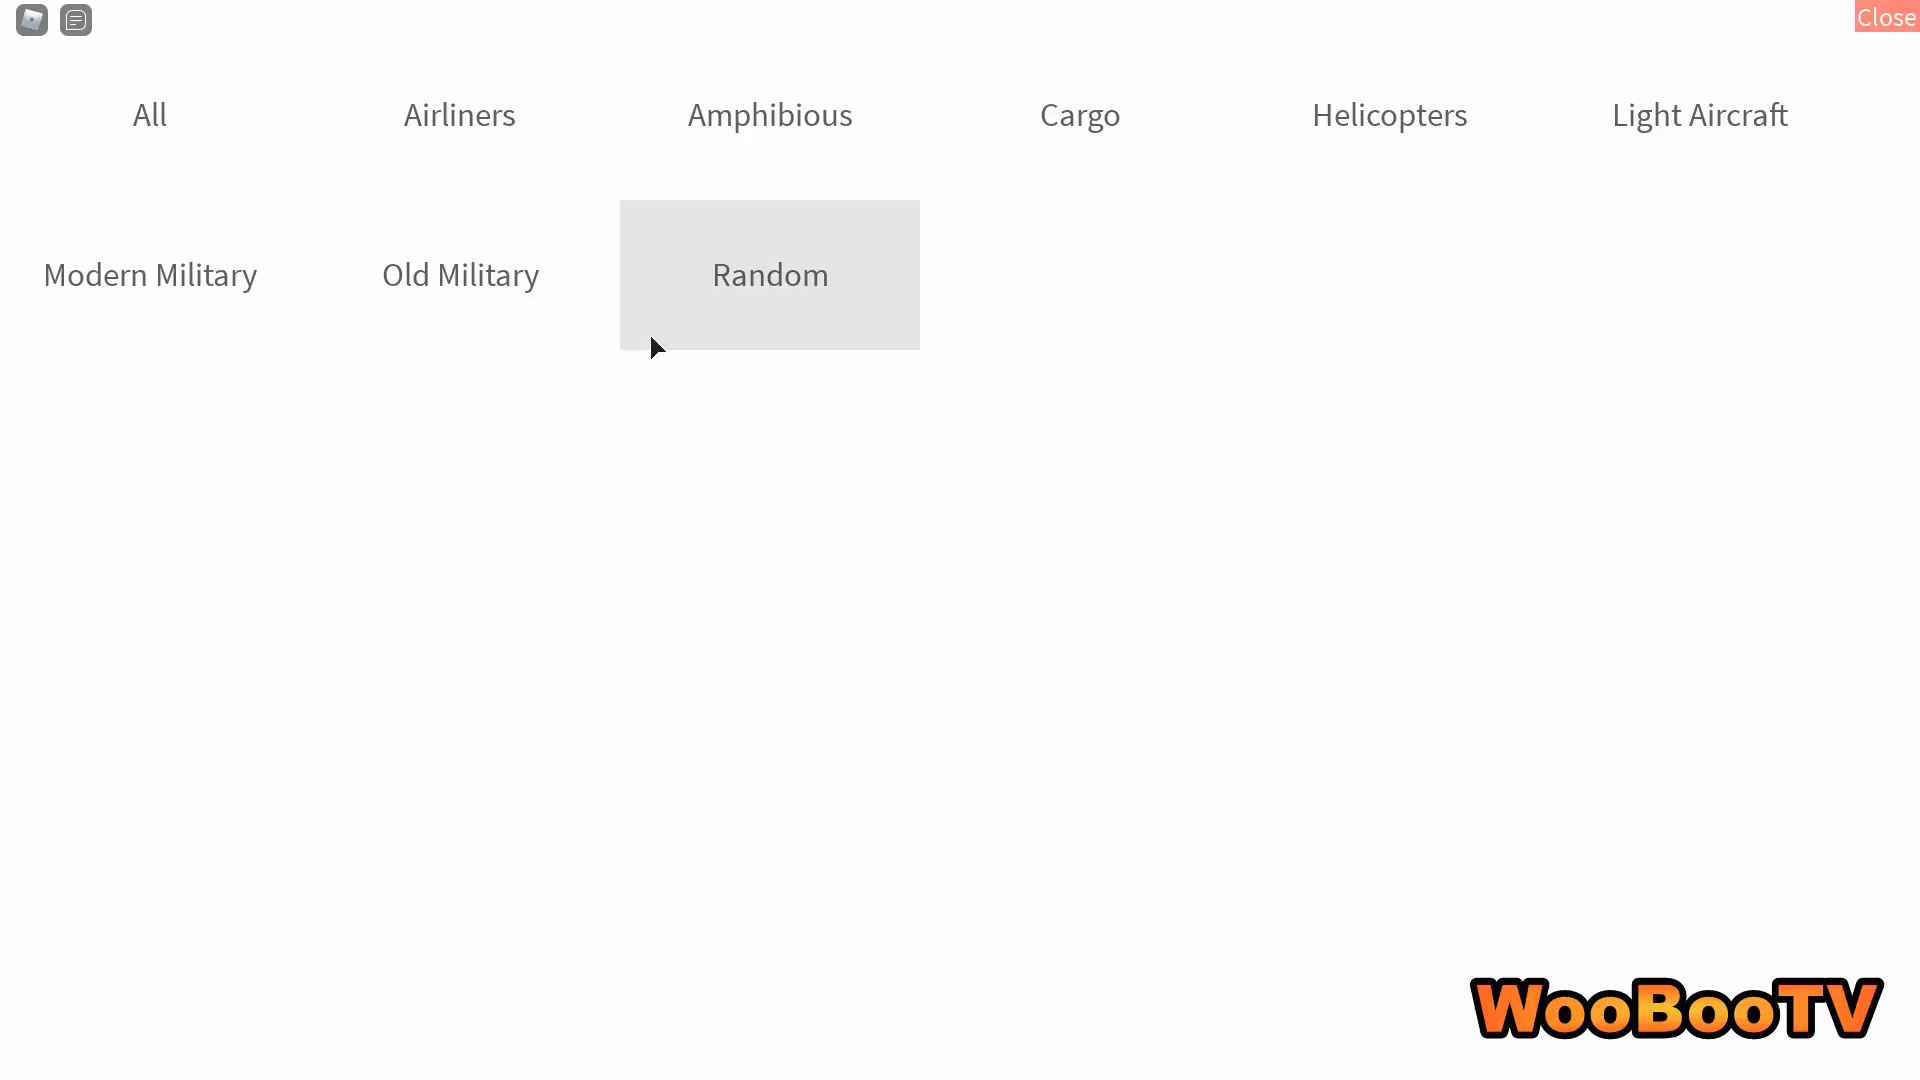 Close
All Airliners Amphibious Cargo Helicopters Light Aircraft
Modern Military Old Military Random
WooBooTV